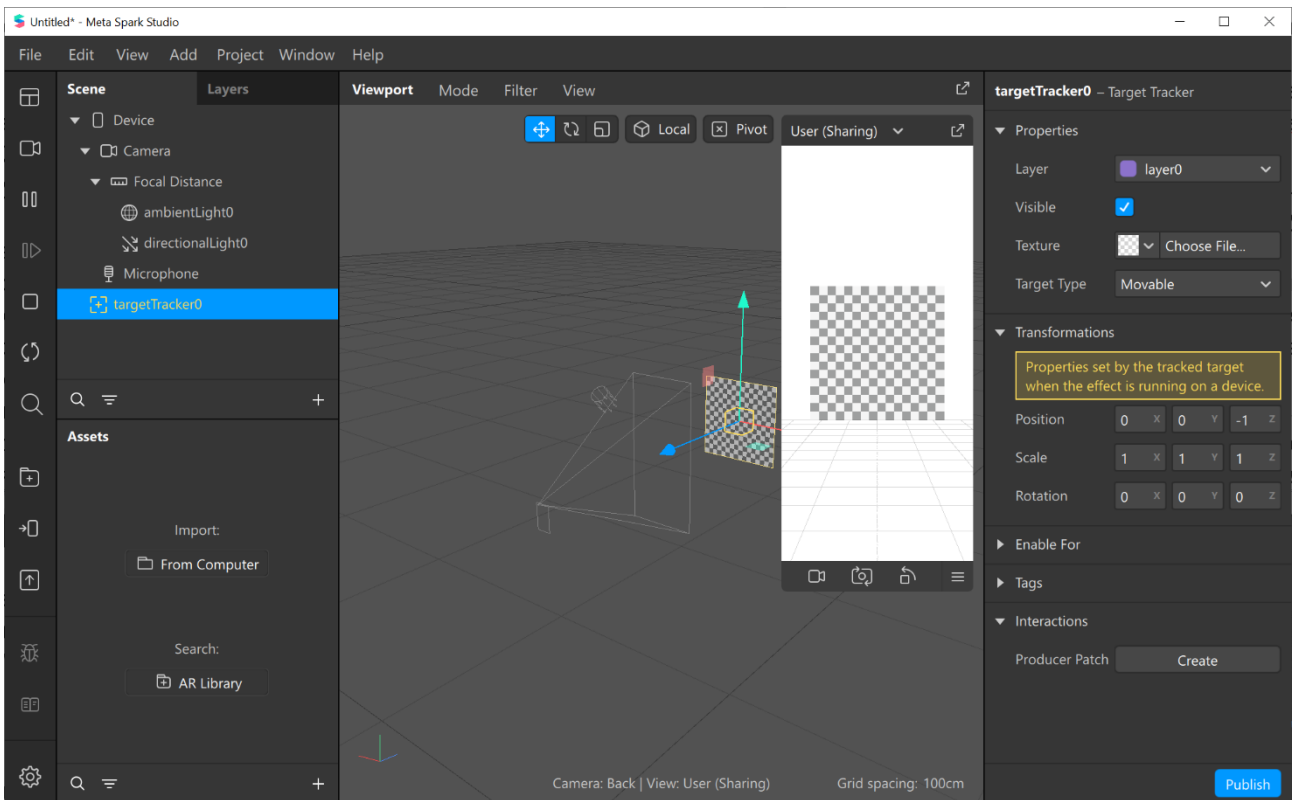 Untitled* - Meta Spark Studio
File Edit View Add Project Window Help
Scene Layers
Device
Camera
Focal Distance
ambientLight0
directionalLight0
Microphone
targetTracker0
Assets
Import:
From Computer
Search:
AR Library
Viewport Mode Filter View
Local Pivot
User (Sharing)
Camera: Back | View: User (Sharing) Grid spacing: 100cm
targetTracker0 – Target Tracker
Properties
Layer layer0
Visible
Texture Choose File...
Target Type Movable
Transformations
Properties set by the tracked target
when the effect is running on a device.
Position 0 X 0 Y -1 Z
Scale 1 X 1 Y 1 Z
Rotation 0 X 0 Y 0 Z
Enable For
Tags
Interactions
Producer Patch Create
Publish